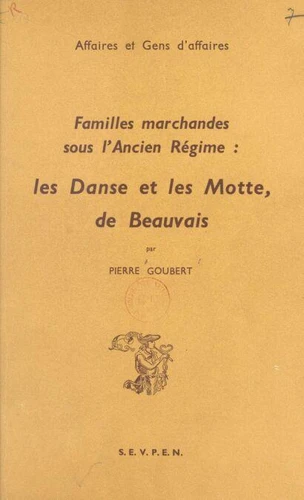 R
7
Affaires et Gens d'affaires
Familles marchandes
sous l'Ancien Régime :
les Danse et les Motte,
de Beauvais
par
PIERRE GOUBERT
S.E.V.P.E.N.